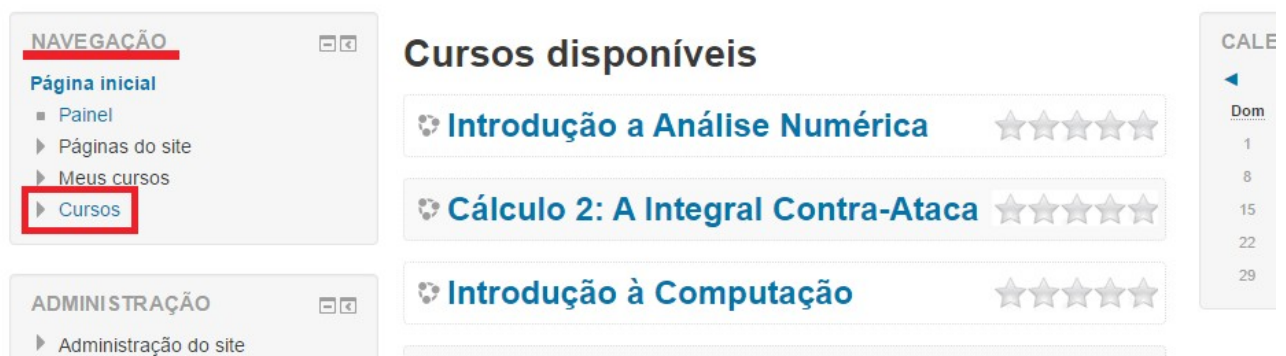 NAVEGAÇÃO
Página inicial
Painel
Páginas do site
Meus cursos
Cursos
ADMINISTRAÇÃO
Administração do site
Cursos disponíveis
Introdução a Análise Numérica
Cálculo 2: A Integral Contra-Ataca
Introdução à Computação
CALE
Dom
1
8
15
22
29